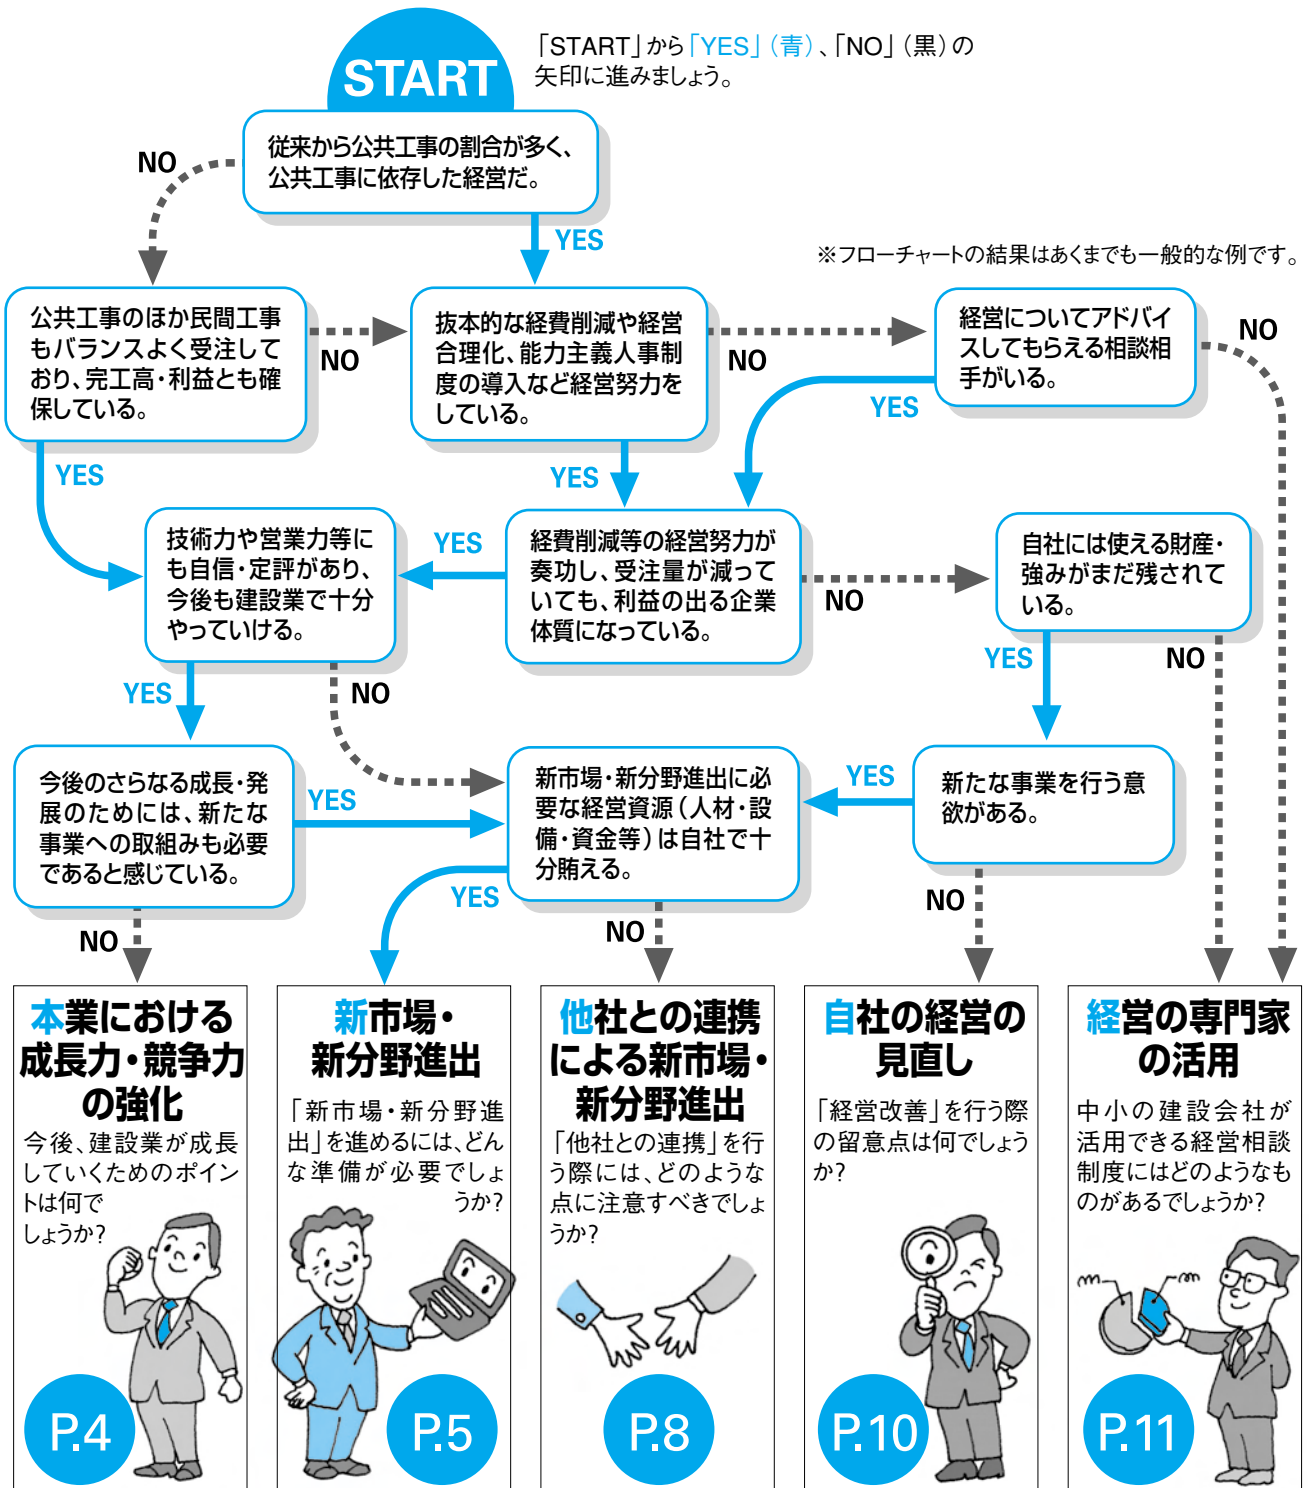 START
「START」から「YES」（青）、「NO」（黒）の
矢印に進みましょう。
従来から公共工事の割合が多く、
公共工事に依存した経営だ。
NO
YES
※フローチャートの結果はあくまでも一般的な例です。
公共工事のほか民間工事
もバランスよく受注して
おり、完工高・利益とも確
保している。
NO
YES
抜本的な経費削減や経営
合理化、能力主義人事制
度の導入など経営努力を
している。
NO
YES
経営についてアドバイ
スしてもらえる相談相
手がいる。
NO
YES
技術力や営業力等に
も自信・定評があり、
今後も建設業で十分
やっていける。
YES
NO
YES
経費削減等の経営努力が
奏功し、受注量が減って
いても、利益の出る企業
体質になっている。
NO
自社には使える財産・
強みがまだ残されて
いる。
YES
NO
今後のさらなる成長・発
展のためには、新たな
事業への取組みも必要
であると感じている。
YES
NO
新市場・新分野進出に必
要な経営資源（人材・設
備・資金等）は自社で十
分賄える。
YES
NO
YES
新たな事業を行う意
欲がある。
NO
本業における
成長力・競争力
の強化
今後、建設業が成長
していくためのポイン
トは何で
しょうか?
P.4
新市場・
新分野進出
「新市場・新分野進
出」を進めるには、どん
な準備が必要でしょ
うか?
P.5
他社との連携
による新市場・
新分野進出
「他社との連携」を行
う際には、どのような
点に注意すべきでしょ
うか?
P.8
自社の経営の
見直し
「経営改善」を行う際
の留意点は何でしょう
か?
P.10
経営の専門家
の活用
中小の建設会社が
活用できる経営相談
制度にはどのようなも
のがあるでしょうか?
P.11